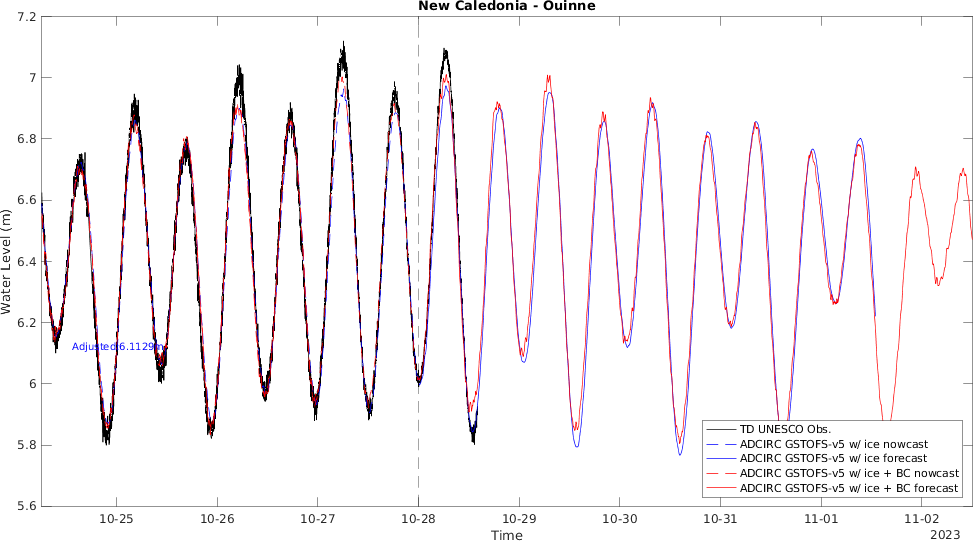 New Caledonia - Ouinne
7.2
7
6.8
6.6
6.4
6.2
6
5.8
5.6
Water Level (m)
Adjusted 6.1129m
TD UNESCO Obs.
ADCIRC GSTOFS-v5 w/ ice nowcast
ADCIRC GSTOFS-v5 w/ ice forecast
ADCIRC GSTOFS-v5 w/ ice + BC nowcast
ADCIRC GSTOFS-v5 w/ ice + BC forecast
10-25 10-26 10-27 10-28 10-29 10-30 10-31 11-01 11-02
Time
2023